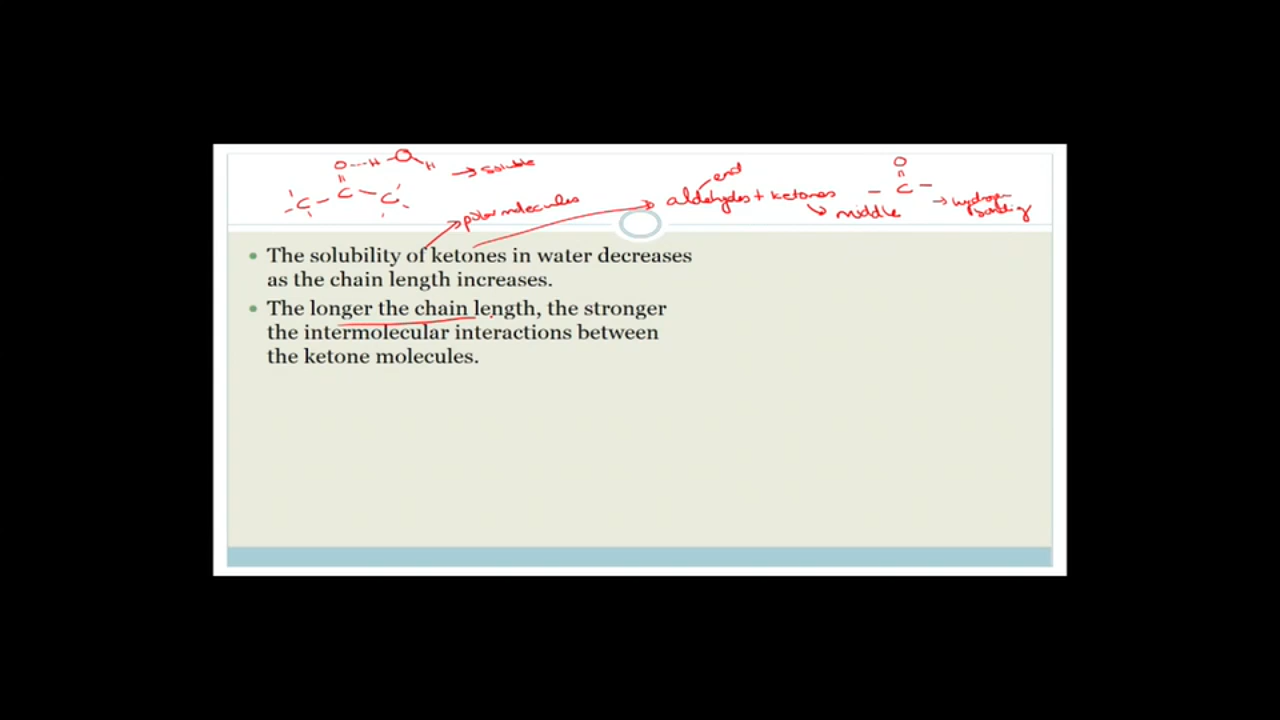 O---H-O
H
→ soluble
O
=
C - C - C
→ polar molecules
end
→ aldehydes + ketones
↳ middle
O
=
- C -
→ hydrogen
bonding
• The solubility of ketones in water decreases
as the chain length increases.
• The longer the chain length, the stronger
the intermolecular interactions between
the ketone molecules.